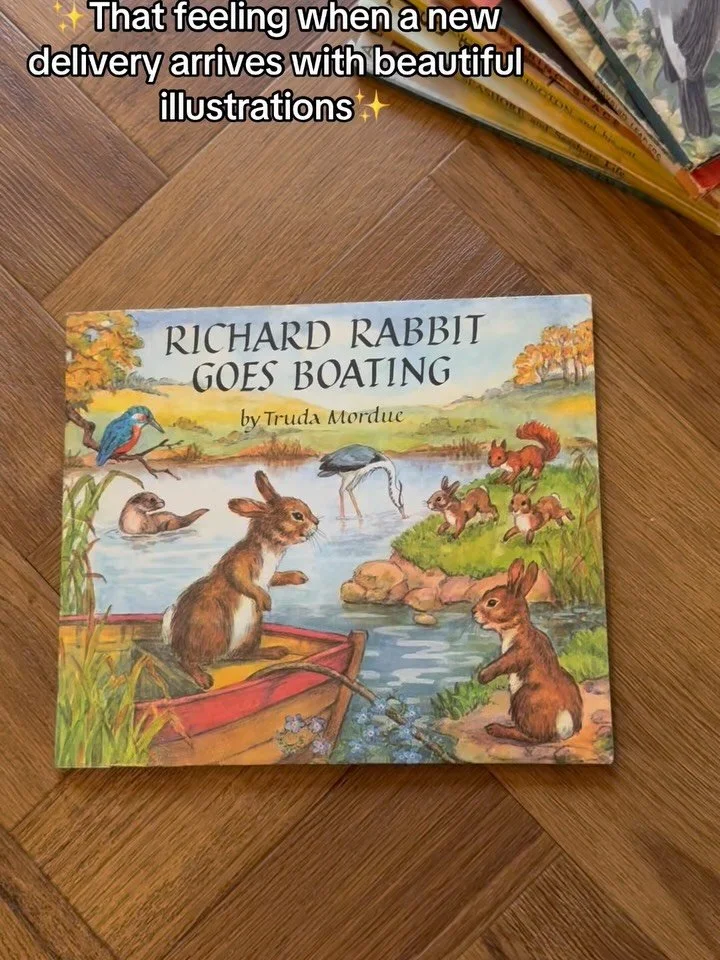 ✨That feeling when a new
delivery arrives with beautiful
illustrations✨
RICHARD RABBIT
GOES BOATING
by Truda Mordue